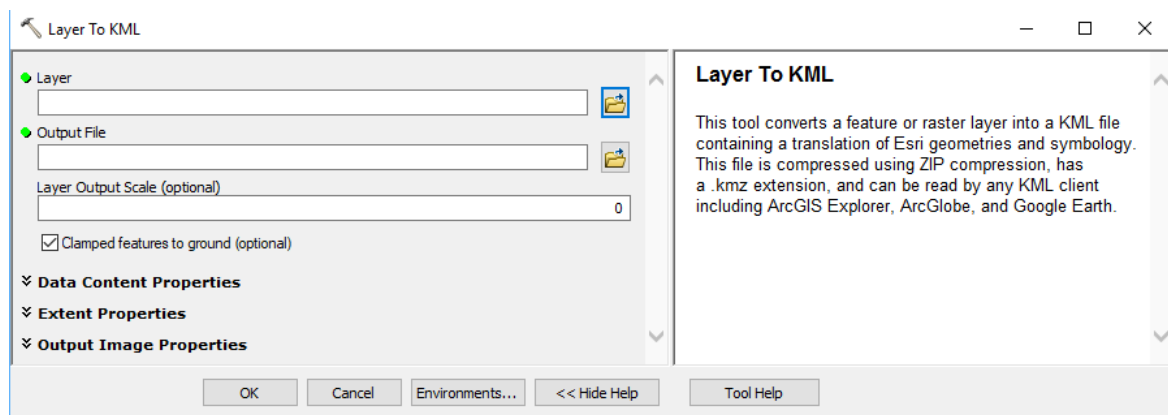 Layer To KML
Layer
Output File
Layer Output Scale (optional)
0
Clamped features to ground (optional)
Data Content Properties
Extent Properties
Output Image Properties
Layer To KML
This tool converts a feature or raster layer into a KML file
containing a translation of Esri geometries and symbology.
This file is compressed using ZIP compression, has
a .kmz extension, and can be read by any KML client
including ArcGIS Explorer, ArcGlobe, and Google Earth.
OK
Cancel
Environments...
<< Hide Help
Tool Help